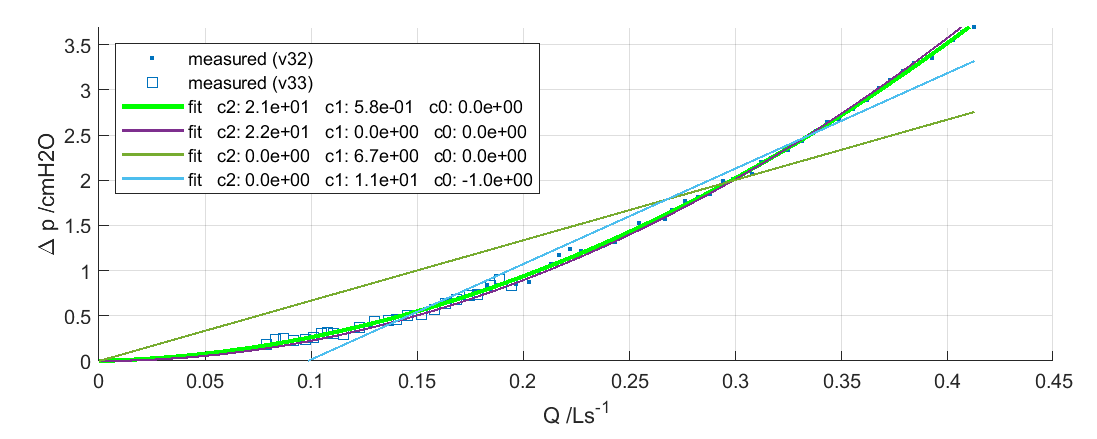 measured (v32)
measured (v33)
fit c2: 2.1e+01 c1: 5.8e-01 c0: 0.0e+00
fit c2: 2.2e+01 c1: 0.0e+00 c0: 0.0e+00
fit c2: 0.0e+00 c1: 6.7e+00 c0: 0.0e+00
fit c2: 0.0e+00 c1: 1.1e+01 c0: -1.0e+00
Δ p /cmH2O
3.5
3
2.5
2
1.5
1
0.5
0
0 0.05 0.1 0.15 0.2 0.25 0.3 0.35 0.4 0.45
Q /Ls⁻¹